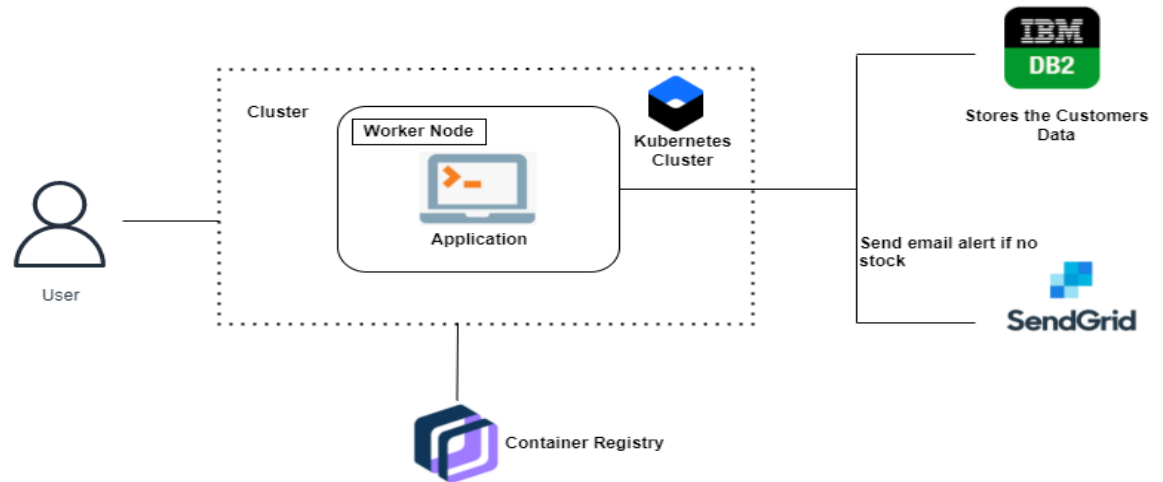 IBM
DB2
Stores the Customers
Data
Cluster
Worker Node
Kubernetes
Cluster
Application
User
Send email alert if no
stock
SendGrid
Container Registry